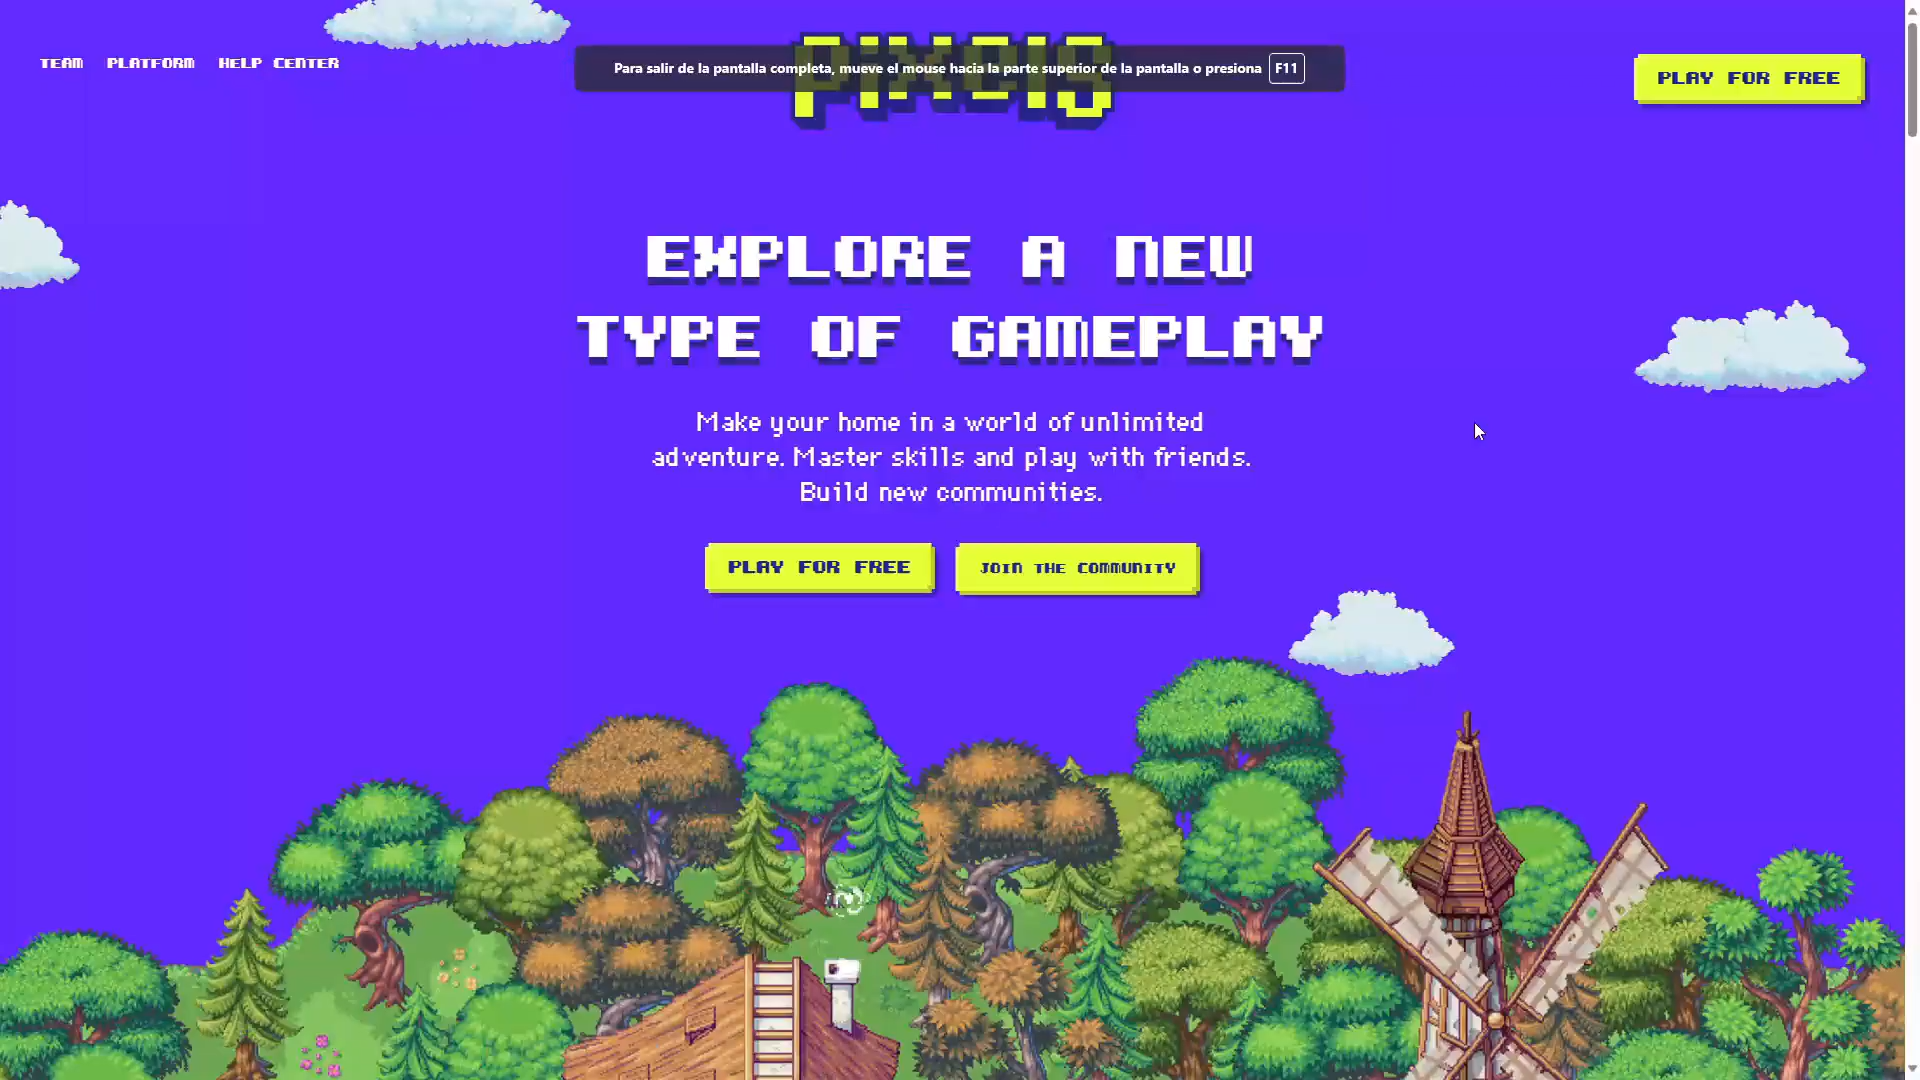 TEAM PLATFORM HELP CENTER
pixels
Para salir de la pantalla completa, mueve el mouse hacia la parte superior de la pantalla o presiona F11
PLAY FOR FREE
EXPLORE A NEW
TYPE OF GAMEPLAY
Make your home in a world of unlimited
adventure. Master skills and play with friends.
Build new communities.
PLAY FOR FREE
JOIN THE COMMUNITY